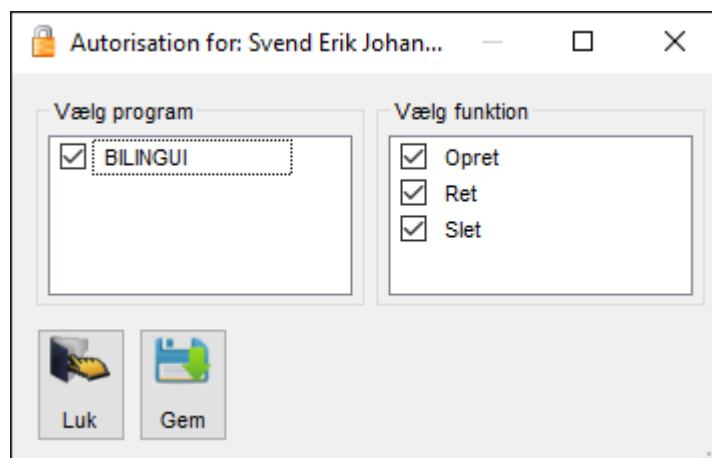 Autorisation for: Svend Erik Johan...
Vælg program
BILINGUI
Vælg funktion
Opret
Ret
Slet
Luk
Gem